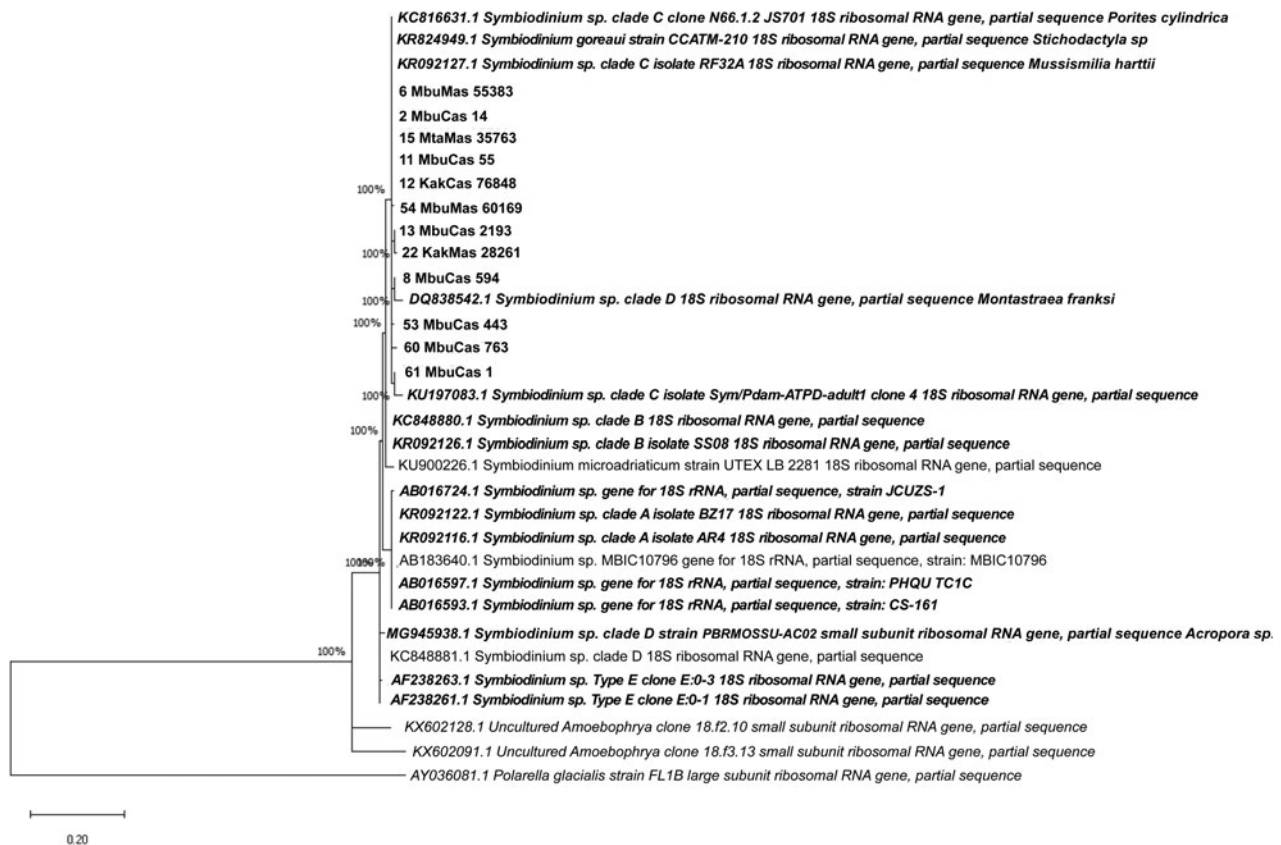 KC816631.1 Symbiodinium sp. clade C clone N66.1.2 JS701 18S ribosomal RNA gene, partial sequence Porites cylindrica
KR824949.1 Symbiodinium goreaui strain CCATM-210 18S ribosomal RNA gene, partial sequence Stichodactyla sp
KR092127.1 Symbiodinium sp. clade C isolate RF32A 18S ribosomal RNA gene, partial sequence Mussismilia harttii
6 MbuMas 55383
2 MbuCas 14
15 MtaMas 35763
11 MbuCas 55
12 KakCas 76848
100%
54 MbuMas 60169
13 MbuCas 2193
22 KakMas 28261
100%
8 MbuCas 594
DQ838542.1 Symbiodinium sp. clade D 18S ribosomal RNA gene, partial sequence Montastraea franksi
100%
53 MbuCas 443
100%
60 MbuCas 763
61 MbuCas 1
KU197083.1 Symbiodinium sp. clade C isolate Sym/Pdam-ATPD-adult1 clone 4 18S ribosomal RNA gene, partial sequence
100%
KC848880.1 Symbiodinium sp. clade B 18S ribosomal RNA gene, partial sequence
100%
KR092126.1 Symbiodinium sp. clade B isolate SS08 18S ribosomal RNA gene, partial sequence
KU900226.1 Symbiodinium microadriaticum strain UTEX LB 2281 18S ribosomal RNA gene, partial sequence
AB016724.1 Symbiodinium sp. gene for 18S rRNA, partial sequence, strain JCUZS-1
KR092122.1 Symbiodinium sp. clade A isolate BZ17 18S ribosomal RNA gene, partial sequence
KR092116.1 Symbiodinium sp. clade A isolate AR4 18S ribosomal RNA gene, partial sequence
AB183640.1 Symbiodinium sp. MBIC10796 gene for 18S rRNA, partial sequence, strain: MBIC10796
100%
100%
AB016597.1 Symbiodinium sp. gene for 18S rRNA, partial sequence, strain: PHQU TC1C
AB016593.1 Symbiodinium sp. gene for 18S rRNA, partial sequence, strain: CS-161
MG945938.1 Symbiodinium sp. clade D strain PBRMOSSU-AC02 small subunit ribosomal RNA gene, partial sequence Acropora sp.
100%
KC848881.1 Symbiodinium sp. clade D 18S ribosomal RNA gene, partial sequence
AF238263.1 Symbiodinium sp. Type E clone E:0-3 18S ribosomal RNA gene, partial sequence
AF238261.1 Symbiodinium sp. Type E clone E:0-1 18S ribosomal RNA gene, partial sequence
KX602128.1 Uncultured Amoebophrya clone 18.f2.10 small subunit ribosomal RNA gene, partial sequence
KX602091.1 Uncultured Amoebophrya clone 18.f3.13 small subunit ribosomal RNA gene, partial sequence
AY036081.1 Polarella glacialis strain FL1B large subunit ribosomal RNA gene, partial sequence
0.20